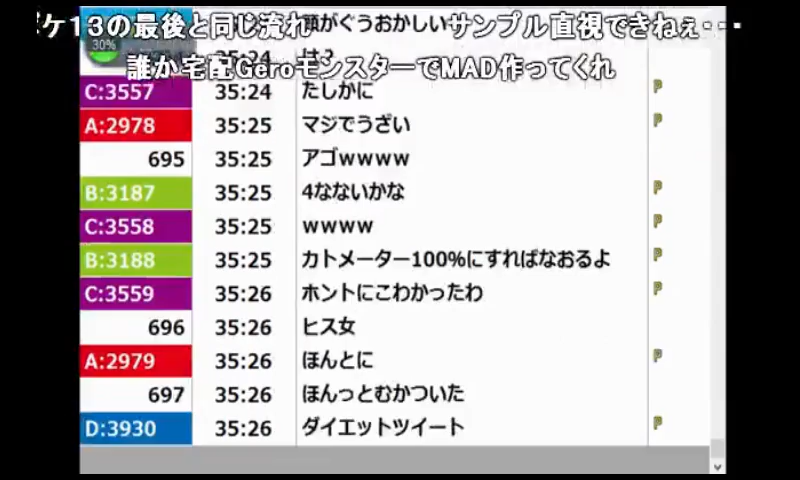 ボケ13の最後と同じ流れ
サンプル直視できねぇ・・・
頭がぐうおかしい
30%
誰か宅配GeroモンスターでMAD作ってくれ
35:24 は？
C:3557 35:24 たしかに P
A:2978 35:25 マジでうざい P
695 35:25 アゴwwww
B:3187 35:25 4なないかな P
C:3558 35:25 wwww P
B:3188 35:25 カトメーター100%にすればなおるよ P
C:3559 35:26 ホントにこわかったわ P
696 35:26 ヒス女
A:2979 35:26 ほんとに P
697 35:26 ほんっとむかついた
D:3930 35:26 ダイエットツイート P